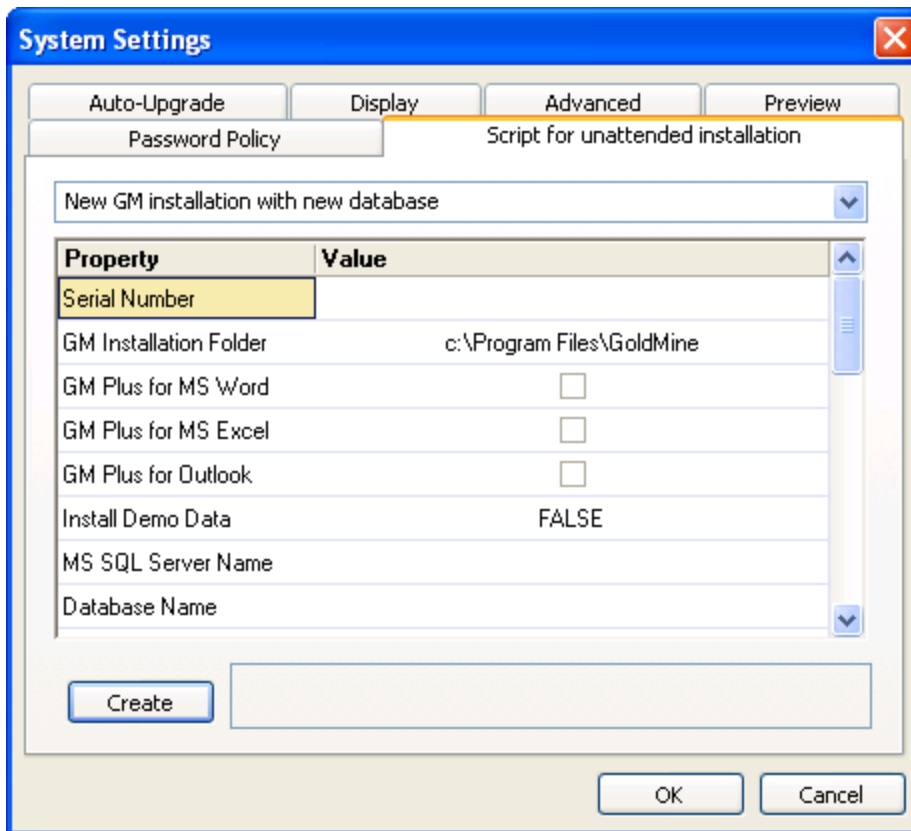 System Settings
Auto-Upgrade Display Advanced Preview
Password Policy Script for unattended installation
New GM installation with new database
Property Value
Serial Number
GM Installation Folder c:\Program Files\GoldMine
GM Plus for MS Word
GM Plus for MS Excel
GM Plus for Outlook
Install Demo Data FALSE
MS SQL Server Name
Database Name
Create
OK Cancel